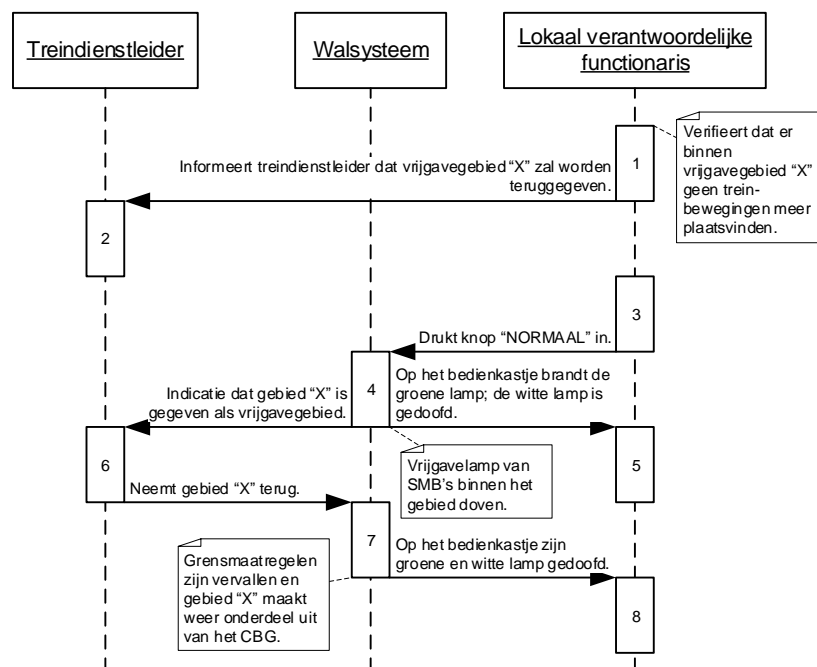 Treindienstleider
Walsysteem
Lokaal verantwoordelijke
functionaris
1
Verifieert dat er
binnen
vrijgavegebied “X”
geen trein-
bewegingen meer
plaatsvinden.
Informeert treindienstleider dat vrijgavegebied “X” zal worden
teruggegeven.
2
3
Drukt knop “NORMAAL” in.
4
Op het bedienkastje brandt de
groene lamp; de witte lamp is
gedoofd.
Indicatie dat gebied “X” is
gegeven als vrijgavegebied.
6
5
Vrijgavelamp van
SMB’s binnen het
gebied doven.
Neemt gebied “X” terug.
7
Op het bedienkastje zijn
groene en witte lamp gedoofd.
Grensmaatregelen
zijn vervallen en
gebied “X” maakt
weer onderdeel uit
van het CBG.
8